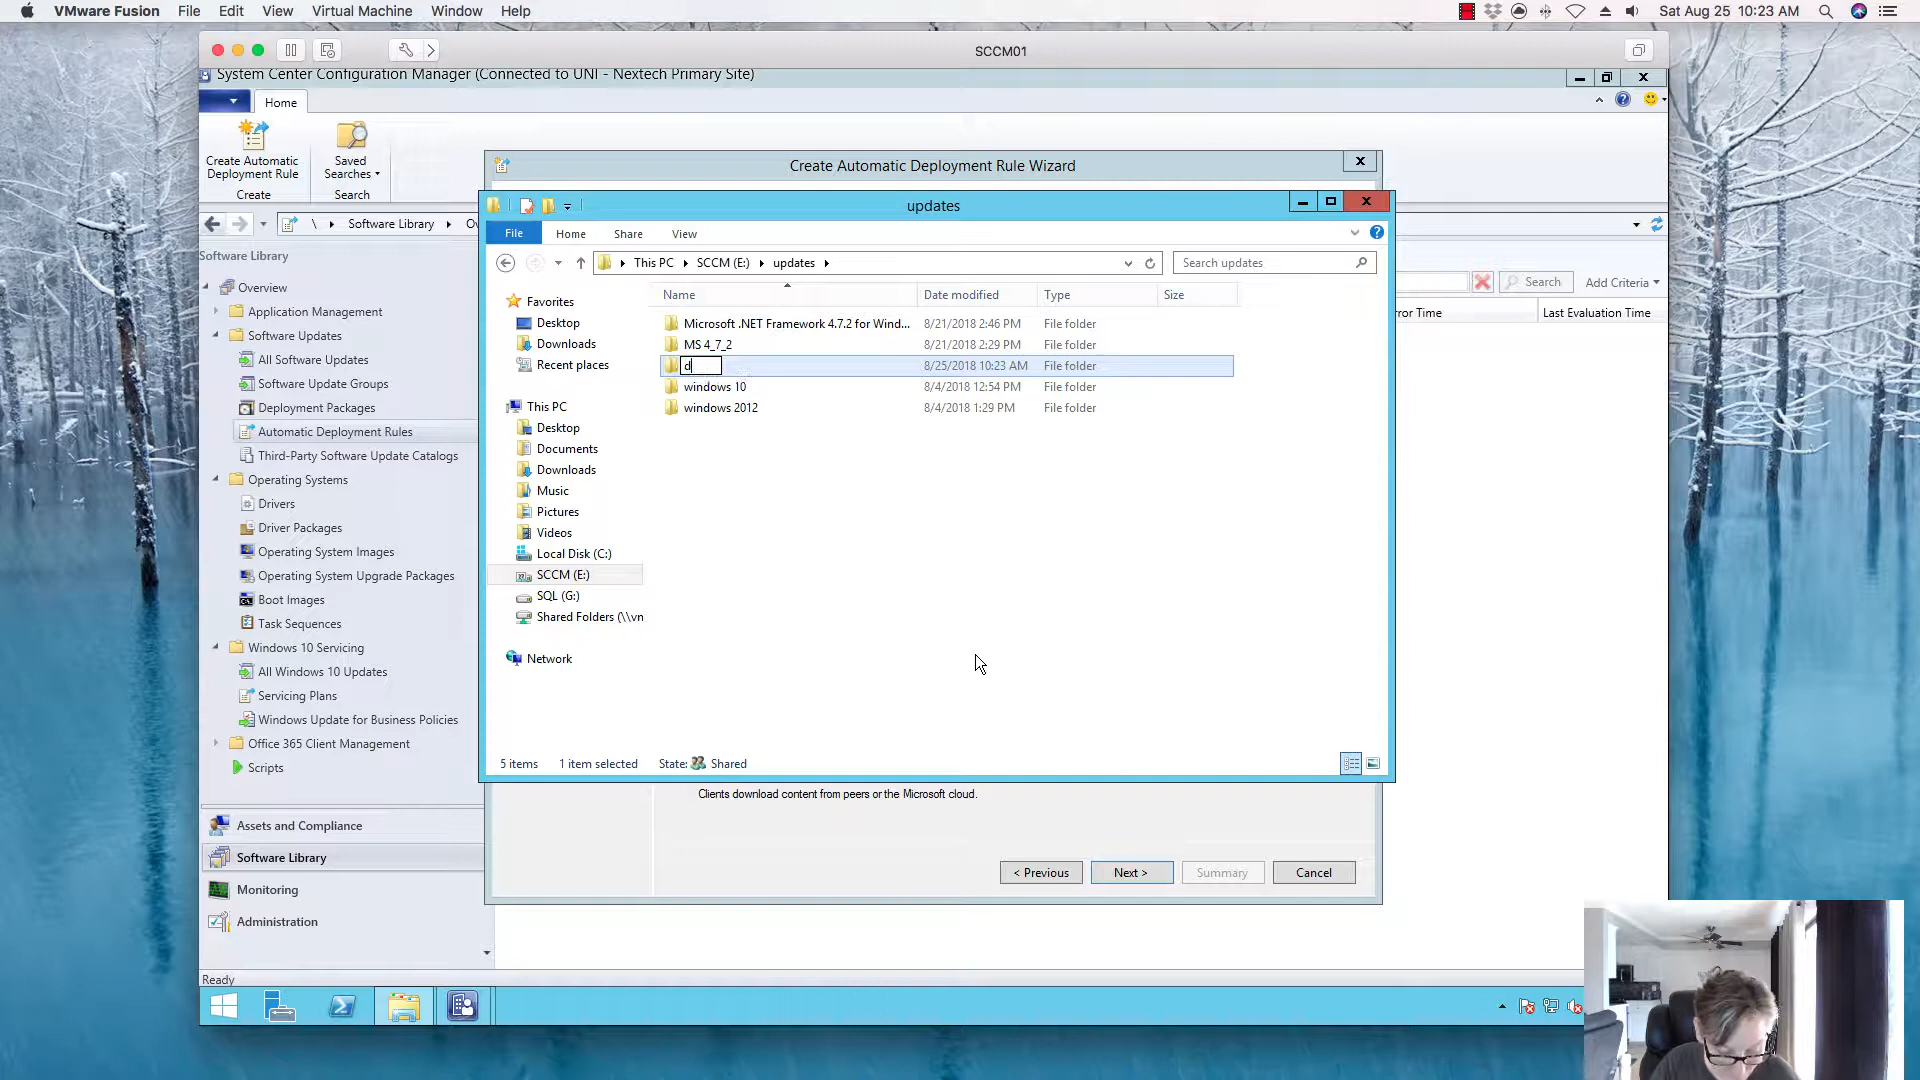 VMware Fusion File Edit View Virtual Machine Window Help
Sat Aug 25 10:23 AM
SCCM01
System Center Configuration Manager (Connected to UNI - Nextech Primary Site)
Home
Create Automatic Deployment Rule
Saved Searches
Create
Search
\ Software Library
Create Automatic Deployment Rule Wizard
updates
File Home Share View
This PC SCCM (E:) updates
Search updates
Search
Add Criteria
Name Date modified Type Size
Last Evaluation Time
Microsoft .NET Framework 4.7.2 for Wind... 8/21/2018 2:46 PM File folder
MS 4_7_2 8/21/2018 2:29 PM File folder
d 8/25/2018 10:23 AM File folder
windows 10 8/4/2018 12:54 PM File folder
windows 2012 8/4/2018 1:29 PM File folder
Favorites
Desktop
Downloads
Recent places
This PC
Desktop
Documents
Downloads
Music
Pictures
Videos
Local Disk (C:)
SCCM (E:)
SQL (G:)
Shared Folders (\\vn
Network
5 items 1 item selected State: Shared
Software Library
Overview
Application Management
Software Updates
All Software Updates
Software Update Groups
Deployment Packages
Automatic Deployment Rules
Third-Party Software Update Catalogs
Operating Systems
Drivers
Driver Packages
Operating System Images
Operating System Upgrade Packages
Boot Images
Task Sequences
Windows 10 Servicing
All Windows 10 Updates
Servicing Plans
Windows Update for Business Policies
Office 365 Client Management
Scripts
Assets and Compliance
Software Library
Monitoring
Administration
Clients download content from peers or the Microsoft cloud.
< Previous Next > Summary Cancel
Ready